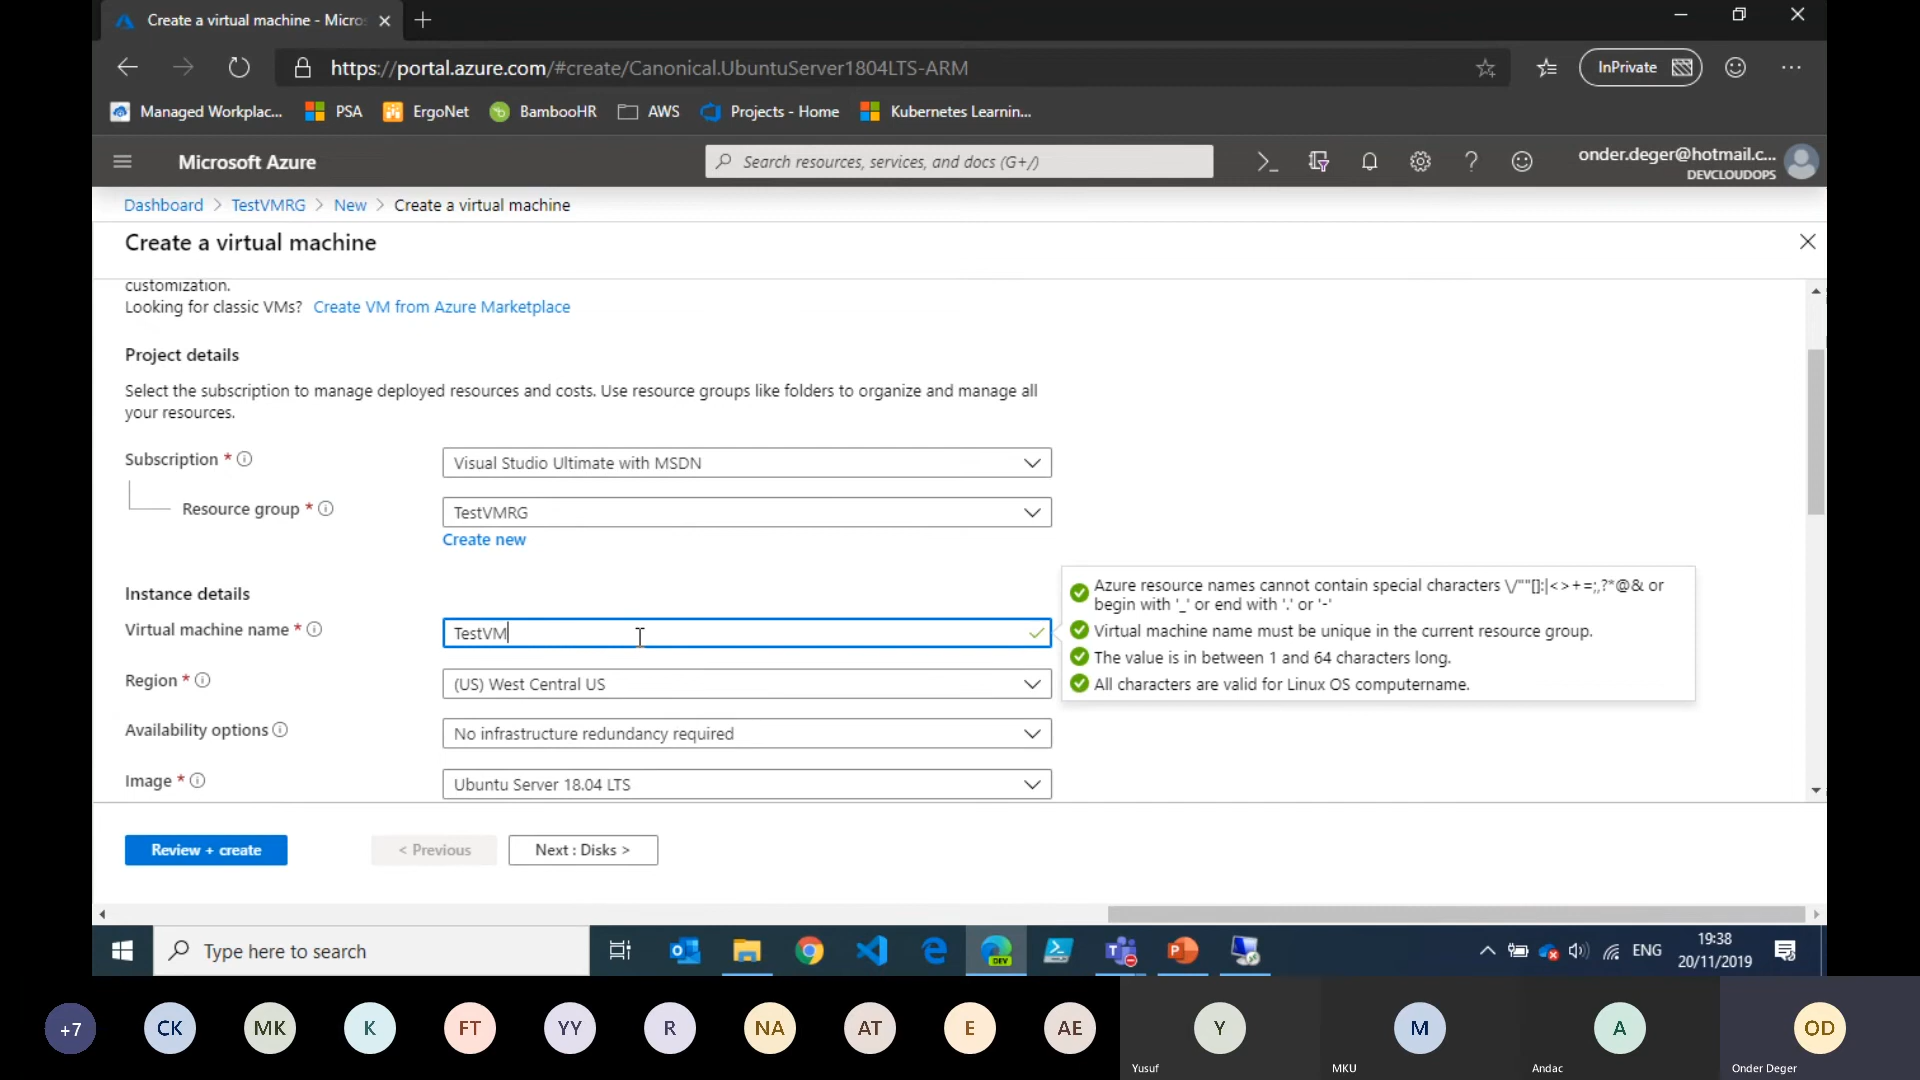 Create a virtual machine - Micro
https://portal.azure.com/#create/Canonical.UbuntuServer1804LTS-ARM
InPrivate
Managed Workplac...
PSA
ErgoNet
BambooHR
AWS
Projects - Home
Kubernetes Learnin...
Microsoft Azure
Search resources, services, and docs (G+/)
onder.deger@hotmail.c...
DEVCLOUDOPS
Dashboard > TestVMRG > New > Create a virtual machine
Create a virtual machine
customization.
Looking for classic VMs? Create VM from Azure Marketplace
Project details
Select the subscription to manage deployed resources and costs. Use resource groups like folders to organize and manage all
your resources.
Subscription *
Visual Studio Ultimate with MSDN
Resource group *
TestVMRG
Create new
Instance details
Virtual machine name *
TestVM
Azure resource names cannot contain special characters \/""[]:|<>+=;,?*@& or
begin with '_' or end with '.' or '-'
Virtual machine name must be unique in the current resource group.
The value is in between 1 and 64 characters long.
All characters are valid for Linux OS computername.
Region *
(US) West Central US
Availability options
No infrastructure redundancy required
Image *
Ubuntu Server 18.04 LTS
Review + create
< Previous
Next : Disks >
Type here to search
DEV
ENG
19:38
20/11/2019
+7
CK
MK
K
FT
YY
R
NA
AT
E
AE
Y
M
A
OD
Yusuf
MKU
Andac
Onder Deger